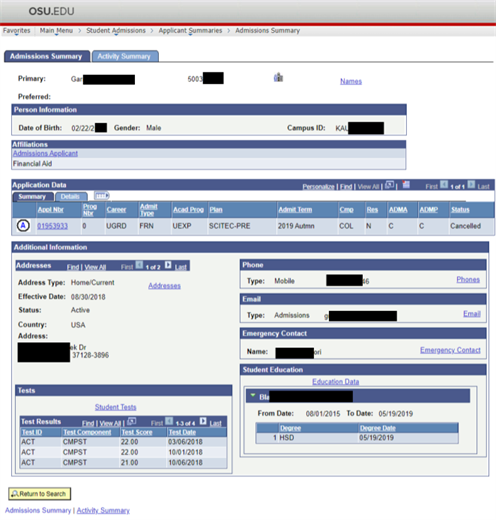 OSU.EDU
Favorites Main Menu > Student Admissions > Applicant Summaries > Admissions Summary
Admissions Summary Activity Summary
Primary: Gar 5003 Names
Preferred:
Person Information
Date of Birth: 02/22/2 Gender: Male Campus ID: KAL
Affiliations
Admissions Applicant
Financial Aid
Application Data Personalize | Find | View All | First 1 of 1 Last
Summary Details
Appl Nbr Prog Nbr Career Admit Type Acad Prog Plan Admit Term Cmp Res ADMA ADMP Status
A 01953933 0 UGRD FRN UEXP SCITEC-PRE 2019 Autmn COL N C C Cancelled
Additional Information
Addresses Find | View All First 1 of 2 Last
Address Type: Home/Current Addresses
Effective Date: 08/30/2018
Status: Active
Country: USA
Address:
ek Dr
37128-3896
Phone
Type: Mobile 46 Phones
Email
Type: Admissions g Email
Emergency Contact
Name: ori Emergency Contact
Student Education
Education Data
Bla
From Date: 08/01/2015 To Date: 05/19/2019
Degree Degree Date
1 HSD 05/19/2019
Tests
Student Tests
Test Results Find | View All | First 1-3 of 4 Last
Test ID Test Component Test Score Test Date
ACT CMPST 22.00 03/06/2018
ACT CMPST 22.00 10/01/2018
ACT CMPST 21.00 10/06/2018
Return to Search
Admissions Summary | Activity Summary